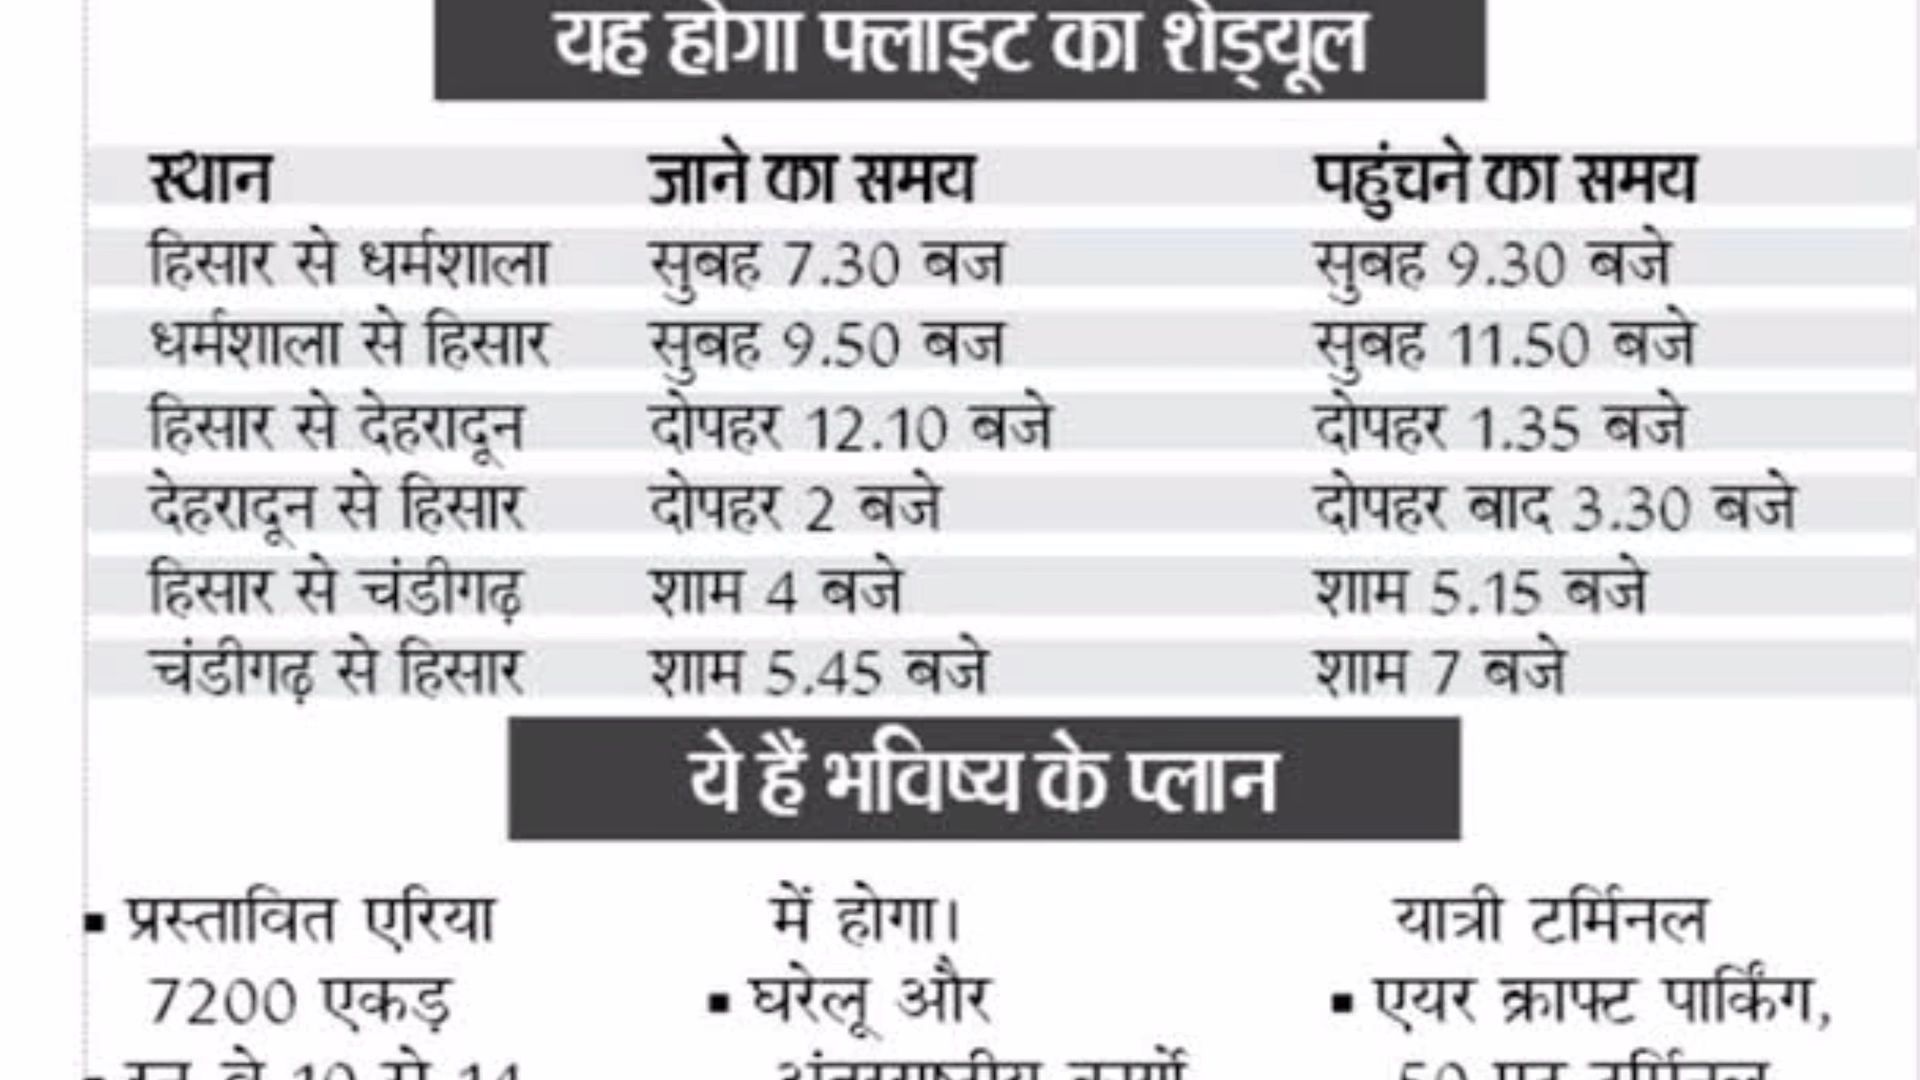 यह होगा फ्लाइट का शेड्यूल
स्थान जाने का समय पहुंचने का समय
हिसार से धर्मशाला सुबह 7.30 बज सुबह 9.30 बजे
धर्मशाला से हिसार सुबह 9.50 बज सुबह 11.50 बजे
हिसार से देहरादून दोपहर 12.10 बजे दोपहर 1.35 बजे
देहरादून से हिसार दोपहर 2 बजे दोपहर बाद 3.30 बजे
हिसार से चंडीगढ़ शाम 4 बजे शाम 5.15 बजे
चंडीगढ़ से हिसार शाम 5.45 बजे शाम 7 बजे
ये हैं भविष्य के प्लान
▪ प्रस्तावित एरिया
7200 एकड़
में होगा।
▪ घरेलू और
यात्री टर्मिनल
▪ एयर क्राफ्ट पार्किंग,